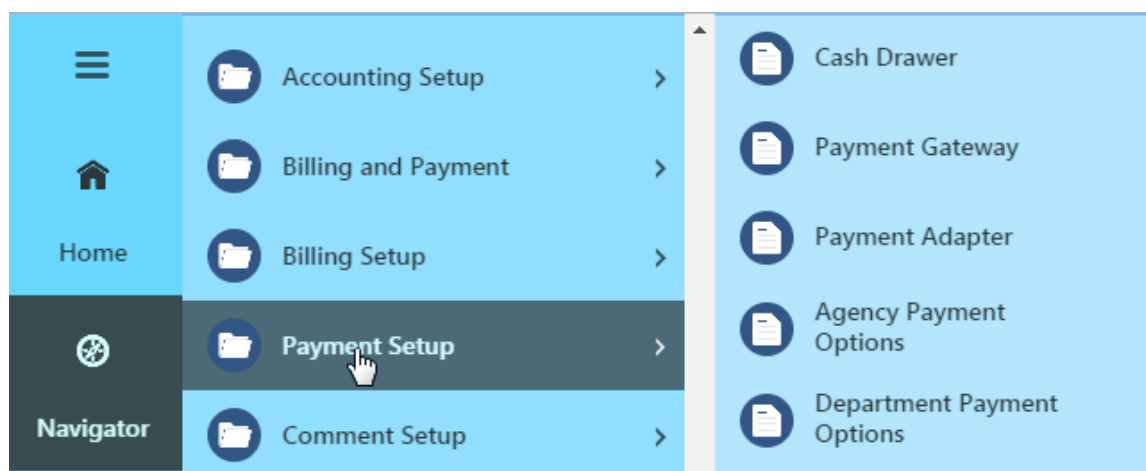 Home
Navigator
Accounting Setup
Billing and Payment
Billing Setup
Payment Setup
Comment Setup
Cash Drawer
Payment Gateway
Payment Adapter
Agency Payment
Options
Department Payment
Options